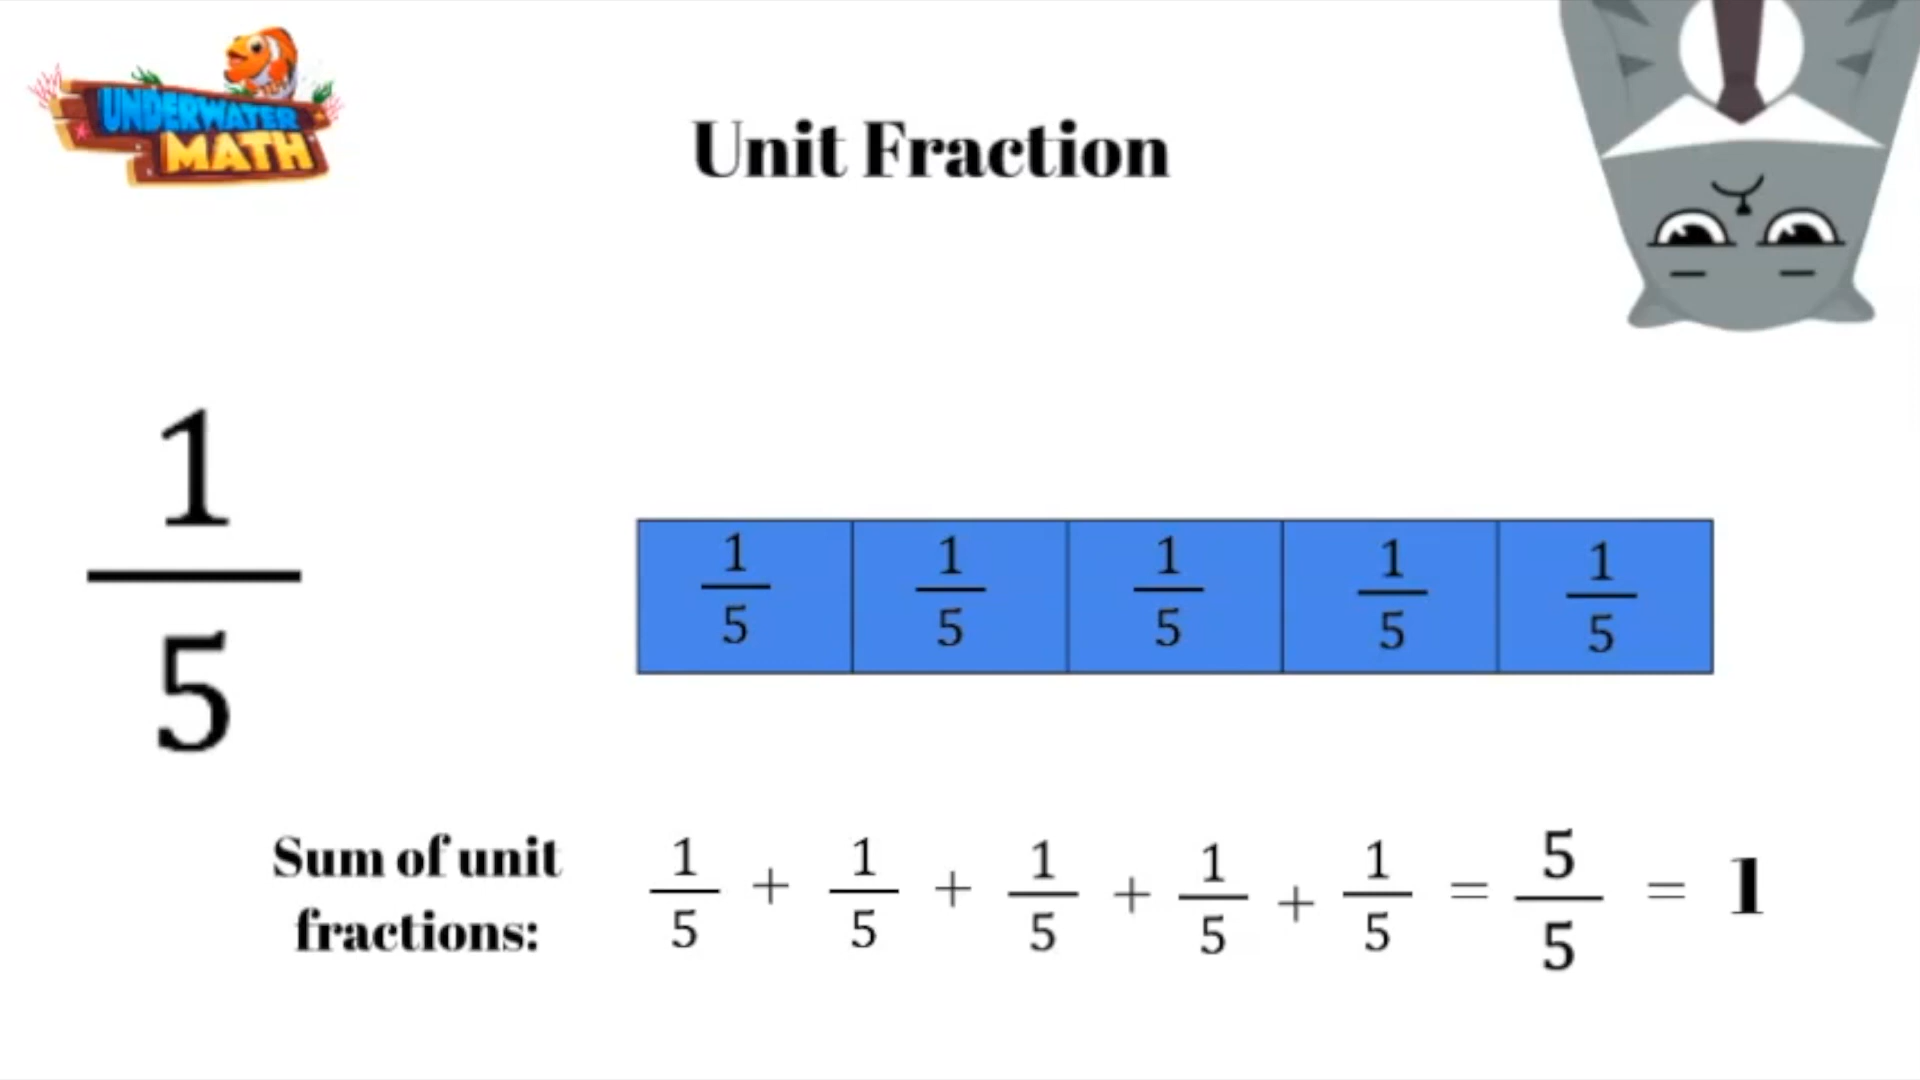 UNDERWATER
MATH
Unit Fraction
1/5
1/5 1/5 1/5 1/5 1/5
Sum of unit
fractions:
1/5 + 1/5 + 1/5 + 1/5 + 1/5 = 5/5 = 1